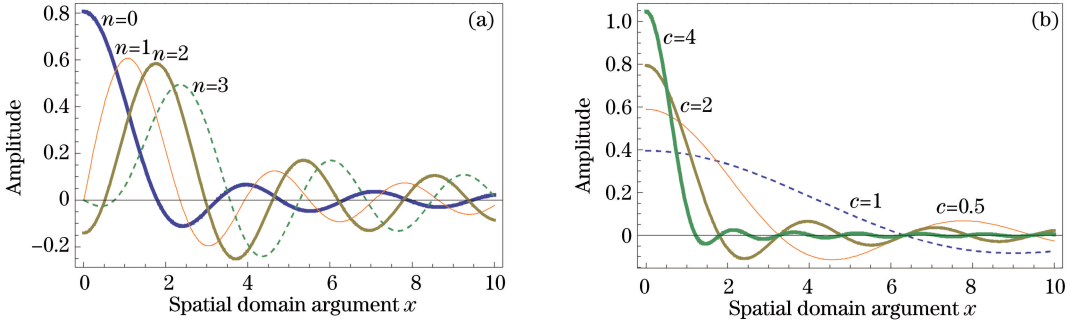 (a)
n=0
n=1
n=2
n=3
Amplitude
0.8
0.6
0.4
0.2
0
−0.2
0 2 4 6 8 10
Spatial domain argument x
(b)
c=4
c=2
c=1
c=0.5
Amplitude
1.0
0.8
0.6
0.4
0.2
0
0 2 4 6 8 10
Spatial domain argument x